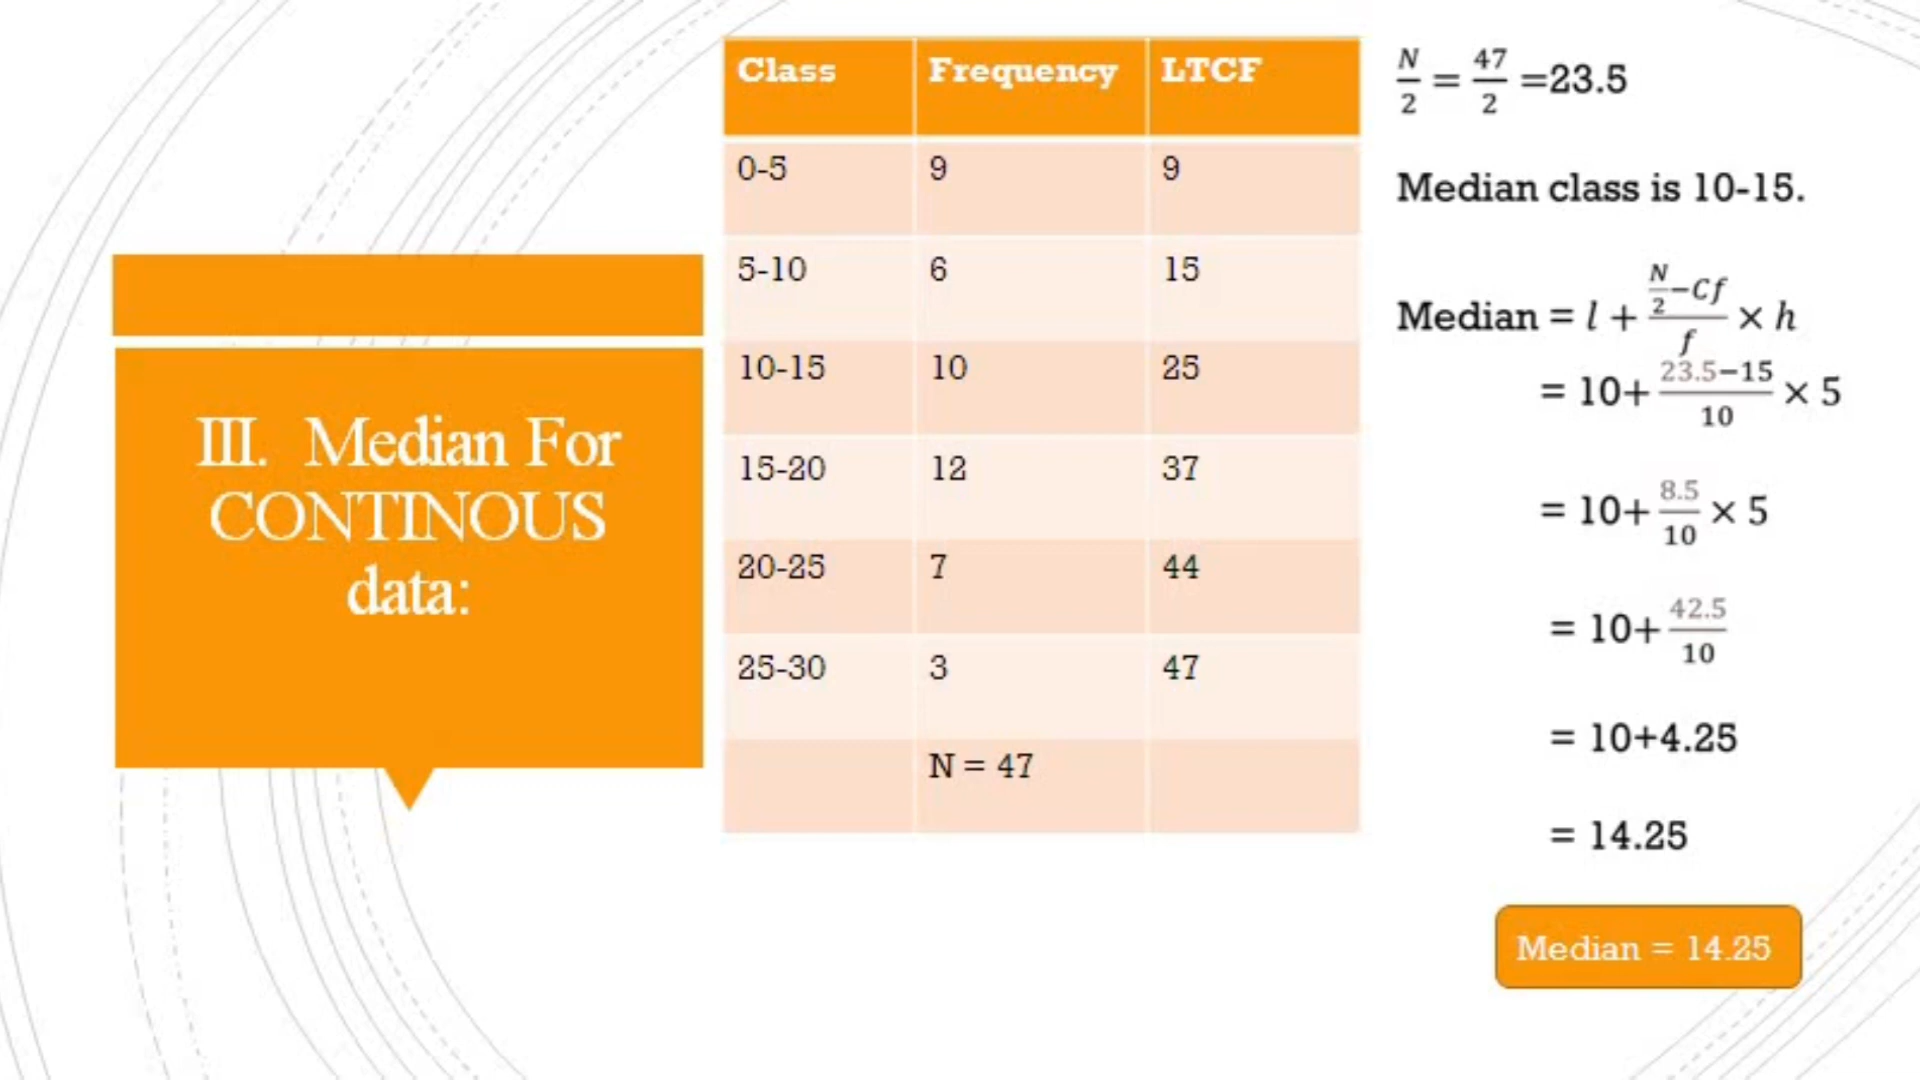 III. Median For
CONTINOUS
data:
Class Frequency LTCF
0-5 9 9
5-10 6 15
10-15 10 25
15-20 12 37
20-25 7 44
25-30 3 47
N = 47
N/2 = 47/2 =23.5
Median class is 10-15.
Median = l + (N/2−Cf)/f × h
= 10+ (23.5−15)/10 × 5
= 10+ 8.5/10 × 5
= 10+ 42.5/10
= 10+4.25
= 14.25
Median = 14.25